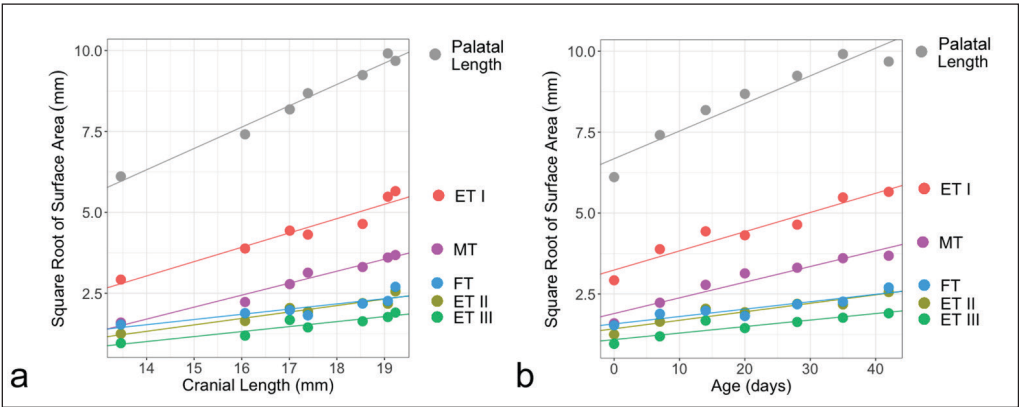 Square Root of Surface Area (mm)
10.0
7.5
5.0
2.5
14 15 16 17 18 19
Cranial Length (mm)
a
Palatal
Length
ET I
MT
FT
ET II
ET III
Square Root of Surface Area (mm)
10.0
7.5
5.0
2.5
0 10 20 30 40
Age (days)
b
Palatal
Length
ET I
MT
FT
ET II
ET III